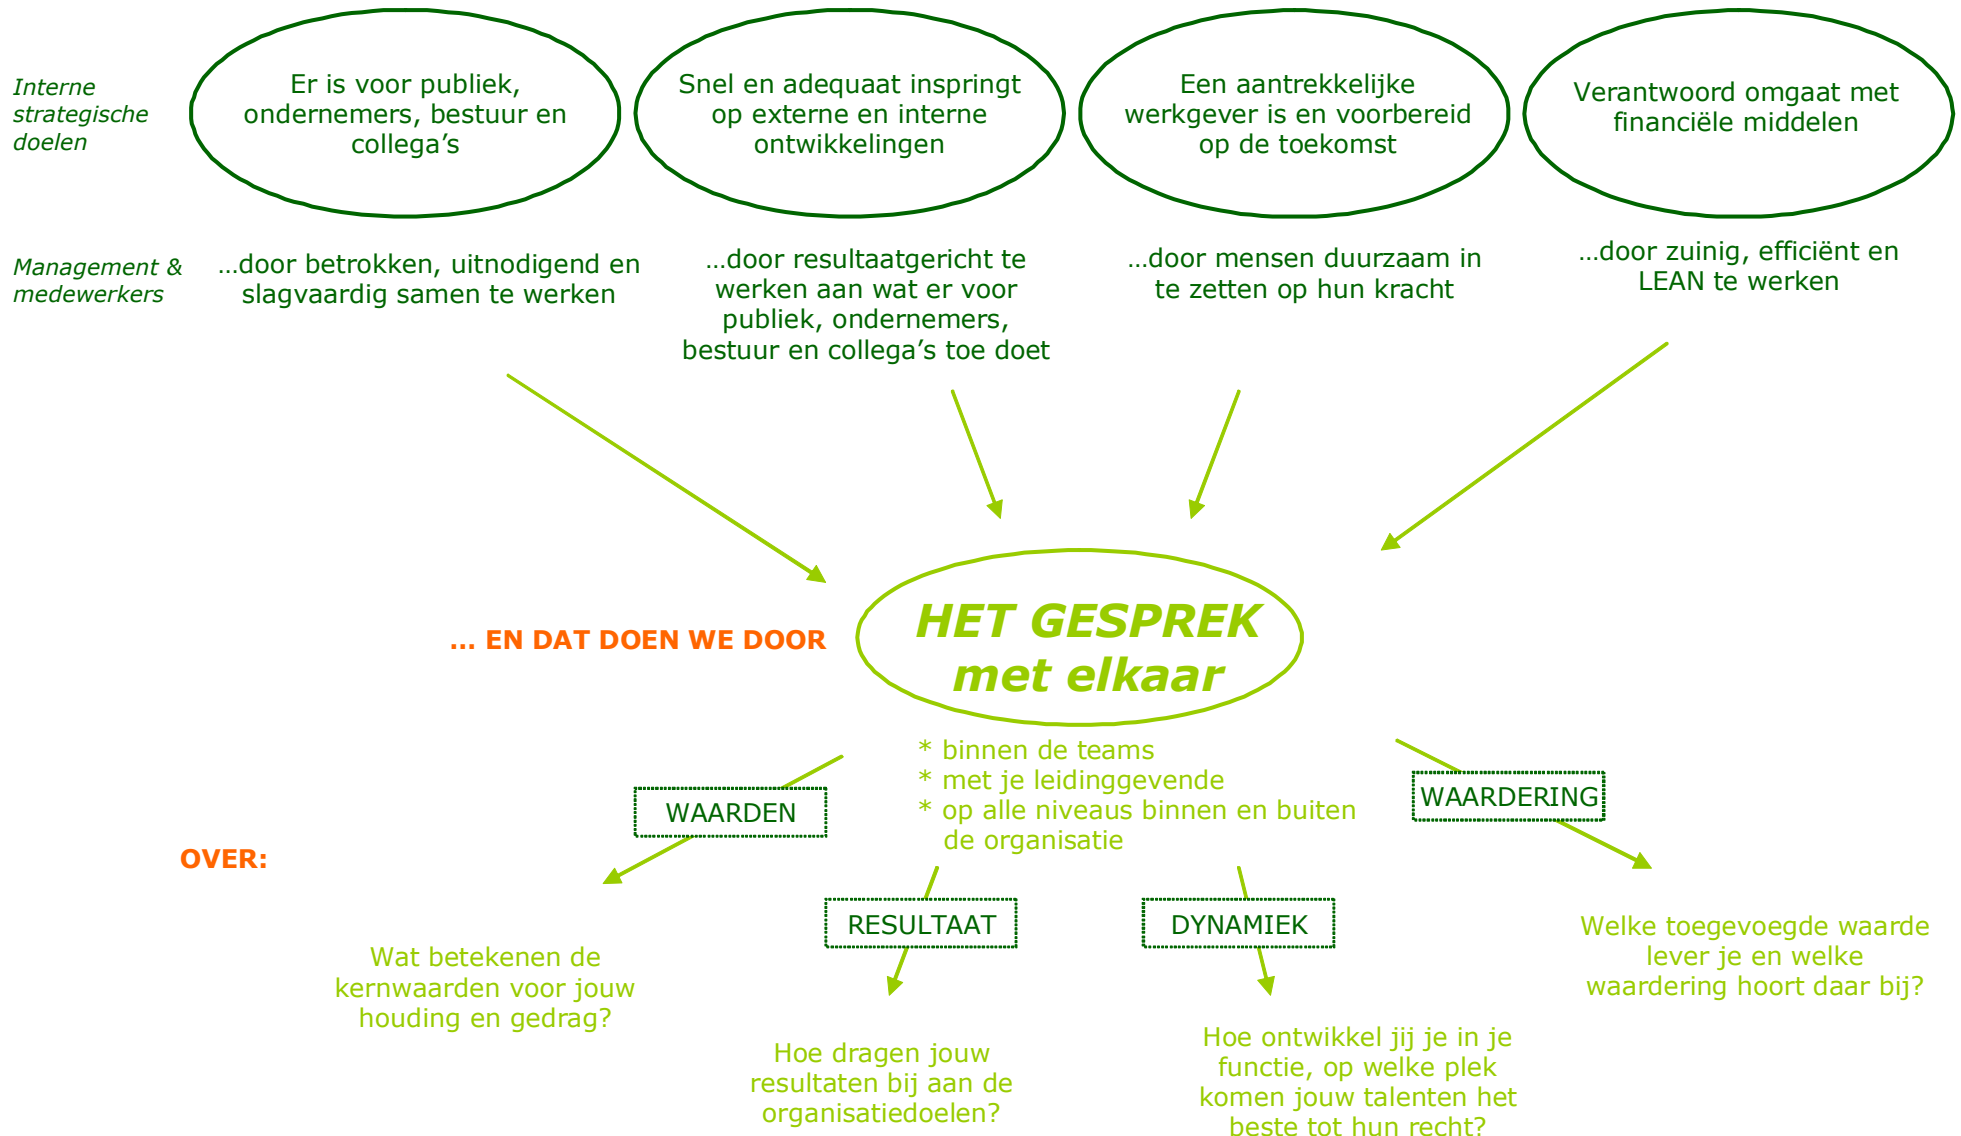 Interne
strategische
doelen
Er is voor publiek,
ondernemers, bestuur en
collega's
Snel en adequaat inspringt
op externe en interne
ontwikkelingen
Een aantrekkelijke
werkgever is en voorbereid
op de toekomst
Verantwoord omgaat met
financiële middelen
Management &
medewerkers
…door betrokken, uitnodigend en
slagvaardig samen te werken
…door resultaatgericht te
werken aan wat er voor
publiek, ondernemers,
bestuur en collega's toe doet
…door mensen duurzaam in
te zetten op hun kracht
…door zuinig, efficiënt en
LEAN te werken
... EN DAT DOEN WE DOOR
HET GESPREK
met elkaar
* binnen de teams
* met je leidinggevende
* op alle niveaus binnen en buiten
de organisatie
OVER:
WAARDEN
RESULTAAT
DYNAMIEK
WAARDERING
Wat betekenen de
kernwaarden voor jouw
houding en gedrag?
Hoe dragen jouw
resultaten bij aan de
organisatiedoelen?
Hoe ontwikkel jij je in je
functie, op welke plek
komen jouw talenten het
beste tot hun recht?
Welke toegevoegde waarde
lever je en welke
waardering hoort daar bij?